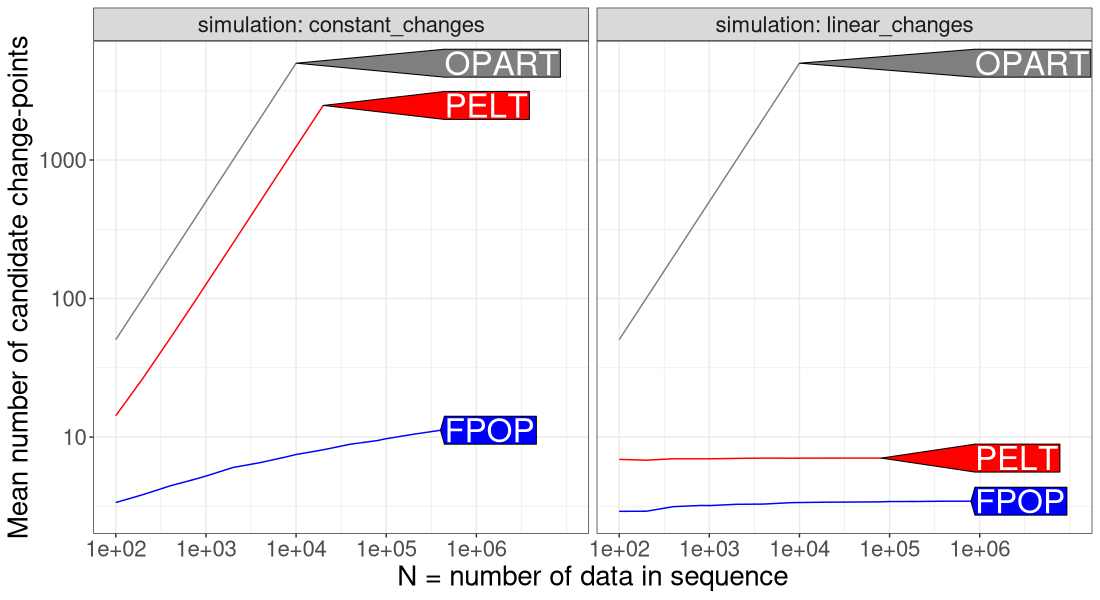 simulation: constant_changes
simulation: linear_changes
Mean number of candidate change-points
1000
100
10
OPART
PELT
FPOP
OPART
PELT
FPOP
1e+02 1e+03 1e+04 1e+05 1e+06
1e+02 1e+03 1e+04 1e+05 1e+06
N = number of data in sequence